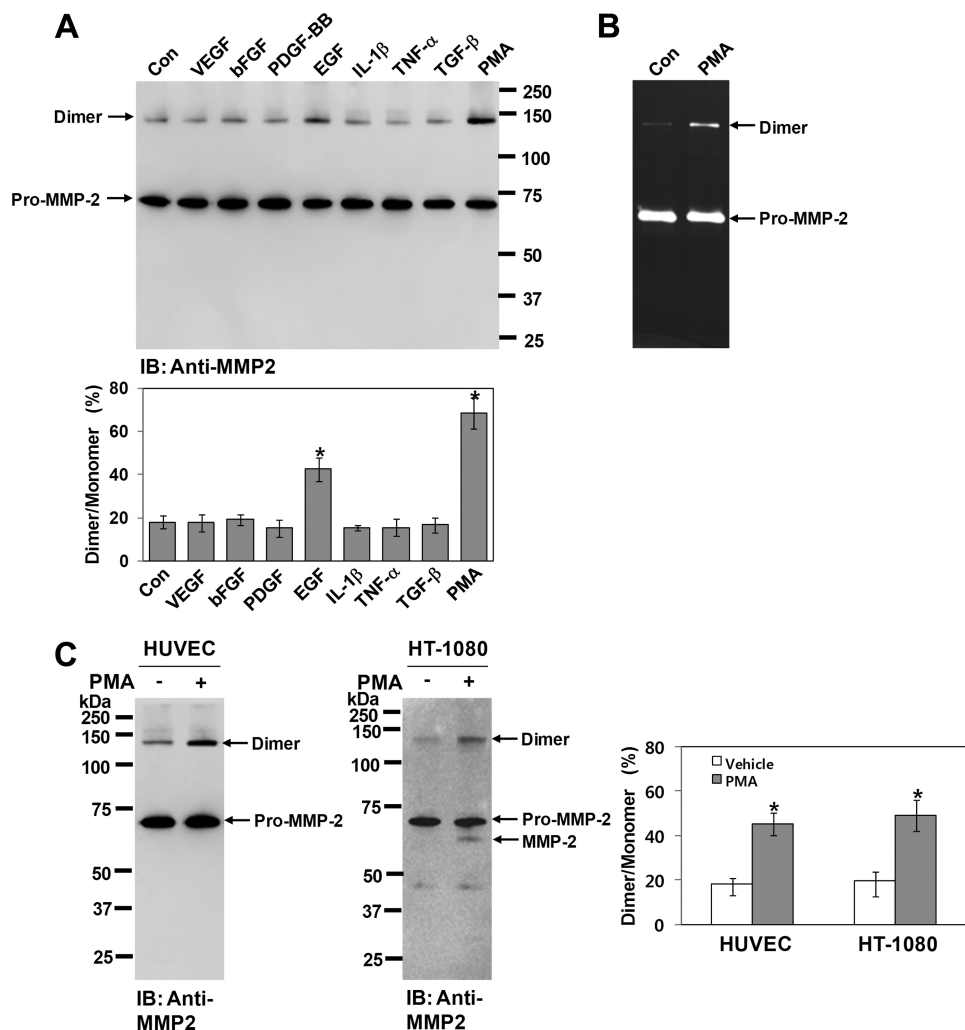 A
Con VEGF bFGF PDGF-BB EGF IL-1β TNF-α TGF-β PMA
Dimer
Pro-MMP-2
250
150
100
75
50
37
25
IB: Anti-MMP2
Dimer/Monomer (%)
80
60
40
20
0
* *
Con VEGF bFGF PDGF EGF IL-1β TNF-α TGF-β PMA
B
Con PMA
Dimer
Pro-MMP-2
C
HUVEC
PMA - +
kDa
250
150
100
75
50
37
25
Dimer
Pro-MMP-2
IB: Anti-
MMP2
HT-1080
PMA - +
kDa
250
150
100
75
50
37
25
Dimer
Pro-MMP-2
MMP-2
IB: Anti-
MMP2
Dimer/Monomer (%)
80
60
40
20
0
Vehicle
PMA
* *
HUVEC HT-1080